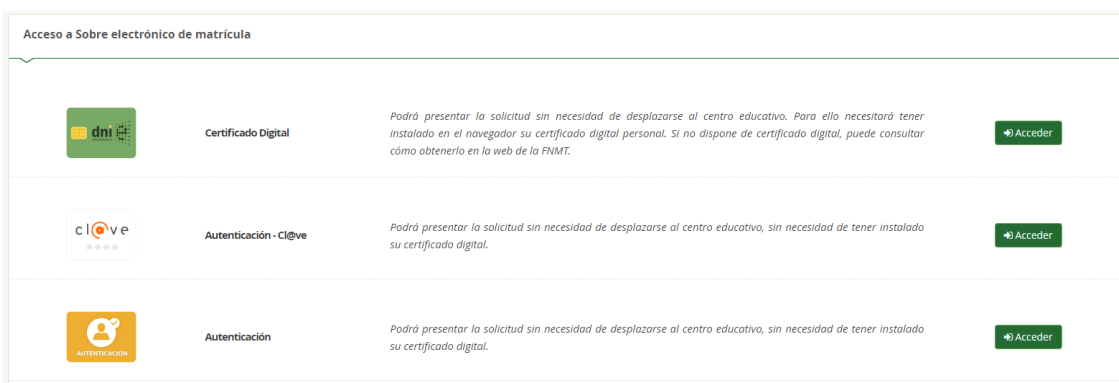 Acceso a Sobre electrónico de matrícula
dni
Certificado Digital
Podrá presentar la solicitud sin necesidad de desplazarse al centro educativo. Para ello necesitará tener
instalado en el navegador su certificado digital personal. Si no dispone de certificado digital, puede consultar
cómo obtenerlo en la web de la FNMT.
Acceder
cl@ve
Autenticación - Cl@ve
Podrá presentar la solicitud sin necesidad de desplazarse al centro educativo, sin necesidad de tener instalado
su certificado digital.
Acceder
AUTENTICACIÓN
Autenticación
Podrá presentar la solicitud sin necesidad de desplazarse al centro educativo, sin necesidad de tener instalado
su certificado digital.
Acceder